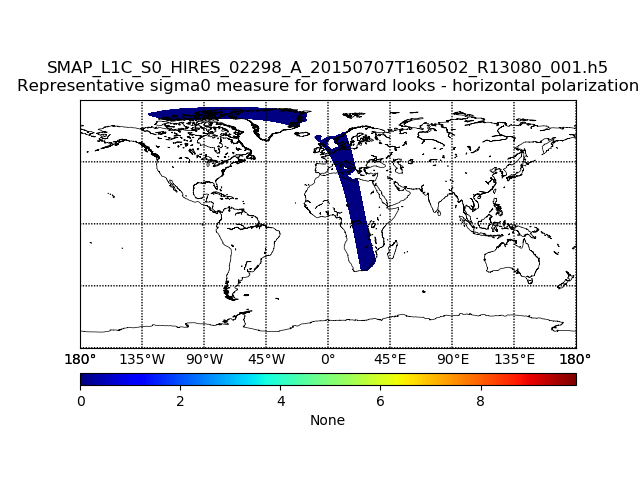 SMAP_L1C_S0_HIRES_02298_A_20150707T160502_R13080_001.h5
Representative sigma0 measure for forward looks - horizontal polarization
180° 135°W 90°W 45°W 0° 45°E 90°E 135°E 180°
0 2 4 6 8
None